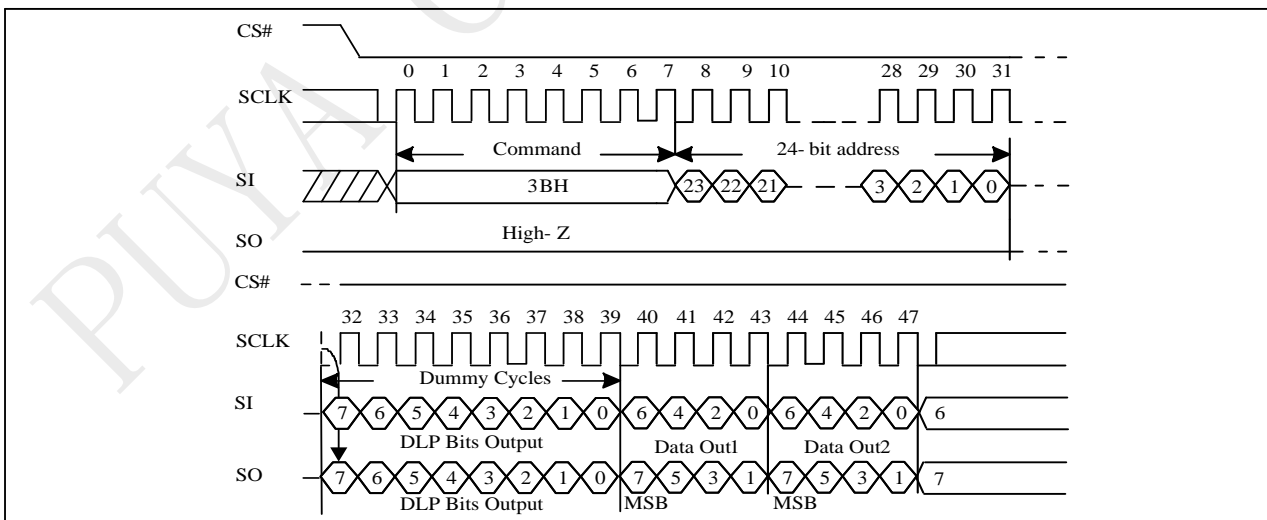 PUYA
CS#
0 1 2 3 4 5 6 7 8 9 10 28 29 30 31
SCLK
Command 24- bit address
SI 3BH 23 22 21 3 2 1 0
High- Z
SO
CS#
32 33 34 35 36 37 38 39 40 41 42 43 44 45 46 47
SCLK
Dummy Cycles
SI 7 6 5 4 3 2 1 0 6 4 2 0 6 4 2 0 6
DLP Bits Output Data Out1 Data Out2
SO 7 6 5 4 3 2 1 0 7 5 3 1 7 5 3 1 7
DLP Bits Output MSB MSB